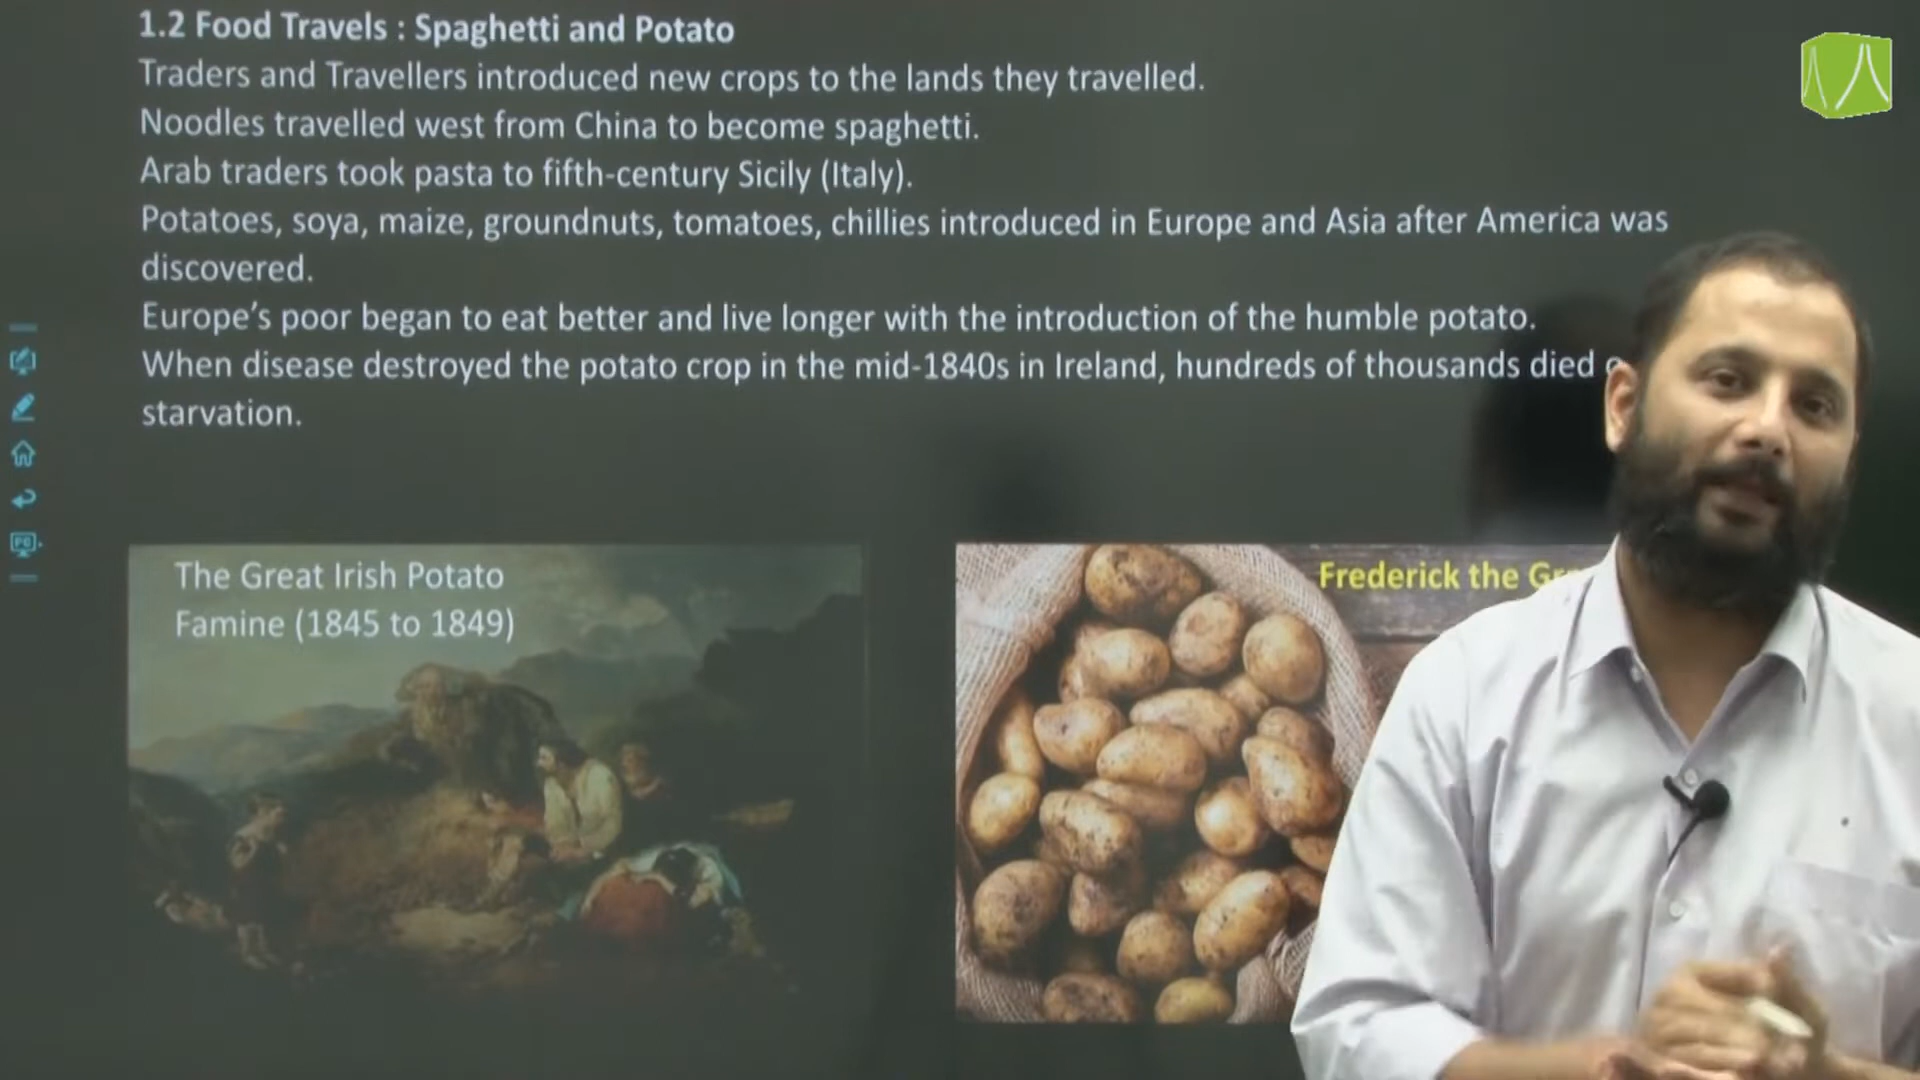 1.2 Food Travels : Spaghetti and Potato
Traders and Travellers introduced new crops to the lands they travelled.
Noodles travelled west from China to become spaghetti.
Arab traders took pasta to fifth-century Sicily (Italy).
Potatoes, soya, maize, groundnuts, tomatoes, chillies introduced in Europe and Asia after America was
discovered.
Europe's poor began to eat better and live longer with the introduction of the humble potato.
When disease destroyed the potato crop in the mid-1840s in Ireland, hundreds of thousands died
starvation.
The Great Irish Potato
Famine (1845 to 1849)
Frederick the
PC